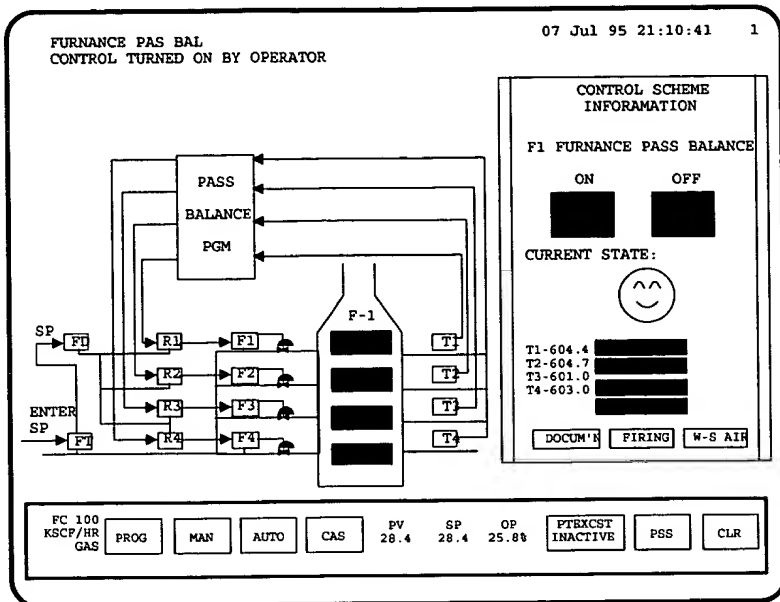 FURNANCE PAS BAL
CONTROL TURNED ON BY OPERATOR
07 Jul 95 21:10:41 1
CONTROL SCHEME
INFORAMATION
F1 FURNANCE PASS BALANCE
ON OFF
CURRENT STATE:
T1-604.4
T2-604.7
T3-601.0
T4-603.0
DOCUM'N FIRING W-S AIR
PASS
BALANCE
PGM
F-1
SP
FD R1 F1 T1
R2 F2 T2
ENTER
SP
R3 F3 T3
FT R4 F4 T4
FC 100
KSCF/HR
GAS
PROG MAN AUTO CAS
PV
28.4
SP
28.4
OP
25.8%
PTEXCST
INACTIVE
PSS CLR